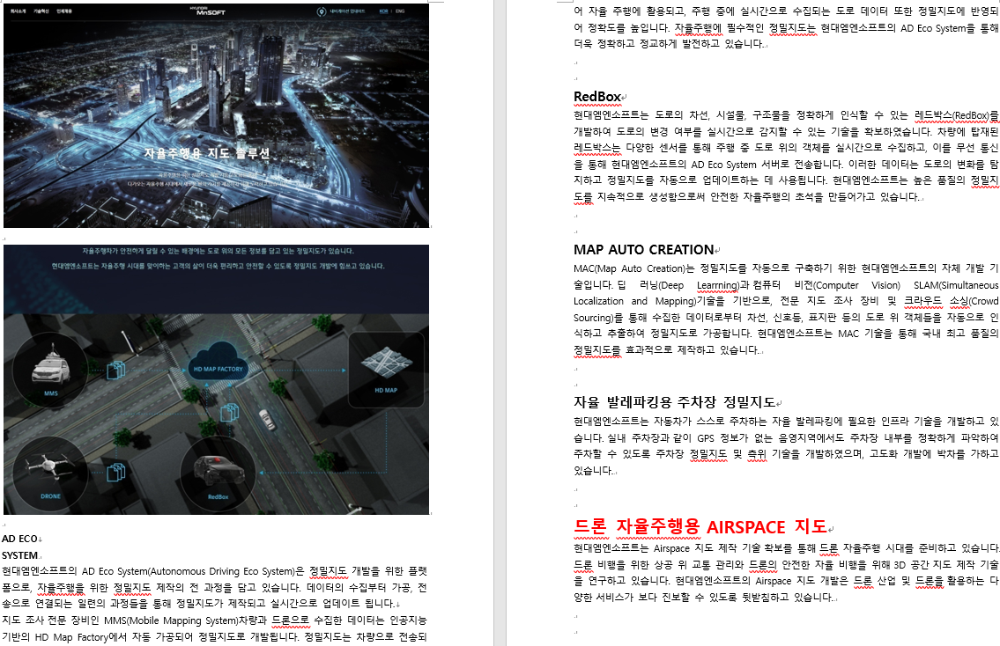 회사소개 기술혁신 인재채용
HYUNDAI
MnSOFT
내비게이션 업데이트 KOR | ENG
자율주행용 지도 솔루션
자율주행차가 안전하게 달릴 수 있는 배경에는 도로 위의 모든 정보를 담고 있는 정밀지도가 있습니다.
현대엠엔소프트는 자율주행 시대를 맞이하는 고객의 삶이 더욱 편리하고 안전할 수 있도록 정밀지도 개발에 힘쓰고 있습니다.
MMS
HD MAP FACTORY
HD MAP
DRONE
RedBox
AD ECO
SYSTEM
현대엠엔소프트의 AD Eco System(Autonomous Driving Eco System)은 정밀지도 개발을 위한 플랫
폼으로, 자율주행을 위한 정밀지도 제작의 전 과정을 담고 있습니다. 데이터의 수집부터 가공, 전
송으로 연결되는 일련의 과정들을 통해 정밀지도가 제작되고 실시간으로 업데이트 됩니다.
지도 조사 전문 장비인 MMS(Mobile Mapping System)차량과 드론으로 수집한 데이터는 인공지능
기반의 HD Map Factory에서 자동 가공되어 정밀지도로 개발됩니다. 정밀지도는 차량으로 전송되
어 자율 주행에 활용되고, 주행 중에 실시간으로 수집되는 도로 데이터 또한 정밀지도에 반영되
어 정확도를 높입니다. 자율주행에 필수적인 정밀지도는 현대엠엔소프트의 AD Eco System을 통해
더욱 정확하고 정교하게 발전하고 있습니다.
RedBox
현대엠엔소프트는 도로의 차선, 시설물, 구조물을 정확하게 인식할 수 있는 레드박스(RedBox)를
개발하여 도로의 변경 여부를 실시간으로 감지할 수 있는 기술을 확보하였습니다. 차량에 탑재된
레드박스는 다양한 센서를 통해 주행 중 도로 위의 객체를 실시간으로 수집하고, 이를 무선 통신
을 통해 현대엠엔소프트의 AD Eco System 서버로 전송합니다. 이러한 데이터는 도로의 변화를 탐
지하고 정밀지도를 자동으로 업데이트하는 데 사용됩니다. 현대엠엔소프트는 높은 품질의 정밀지
도를 지속적으로 생성함으로써 안전한 자율주행의 초석을 만들어가고 있습니다.
MAP AUTO CREATION
MAC(Map Auto Creation)는 정밀지도를 자동으로 구축하기 위한 현대엠엔소프트의 자체 개발 기
술입니다. 딥 러닝(Deep Learrning)과 컴퓨터 비전(Computer Vision) SLAM(Simultaneous
Localization and Mapping)기술을 기반으로, 전문 지도 조사 장비 및 크라우드 소싱(Crowd
Sourcing)를 통해 수집한 데이터로부터 차선, 신호등, 표지판 등의 도로 위 객체들을 자동으로 인
식하고 추출하여 정밀지도로 가공합니다. 현대엠엔소프트는 MAC 기술을 통해 국내 최고 품질의
정밀지도를 효과적으로 제작하고 있습니다.
자율 발레파킹용 주차장 정밀지도
현대엠엔소프트는 자동차가 스스로 주차하는 자율 발레파킹에 필요한 인프라 기술을 개발하고 있
습니다. 실내 주차장과 같이 GPS 정보가 없는 음영지역에서도 주차장 내부를 정확하게 파악하여
주차할 수 있도록 주차장 정밀지도 및 측위 기술을 개발하였으며, 고도화 개발에 박차를 가하고
있습니다.
드론 자율주행용 AIRSPACE 지도
현대엠엔소프트는 Airspace 지도 제작 기술 확보를 통해 드론 자율주행 시대를 준비하고 있습니다.
드론 비행을 위한 상공 위 교통 관리와 드론의 안전한 자율 비행을 위해 3D 공간 지도 제작 기술
을 연구하고 있습니다. 현대엠엔소프트의 Airspace 지도 개발은 드론 산업 및 드론을 활용하는 다
양한 서비스가 보다 진보할 수 있도록 뒷받침하고 있습니다.